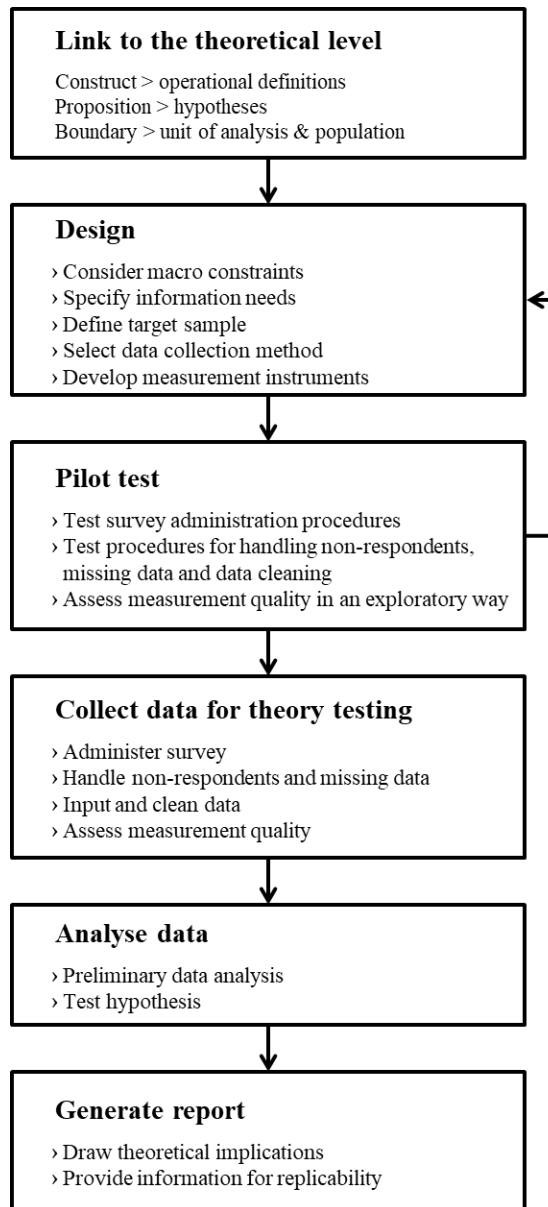 Link to the theoretical level
Construct > operational definitions
Proposition > hypotheses
Boundary > unit of analysis & population
Design
› Consider macro constraints
› Specify information needs
› Define target sample
› Select data collection method
› Develop measurement instruments
Pilot test
› Test survey administration procedures
› Test procedures for handling non-respondents,
missing data and data cleaning
› Assess measurement quality in an exploratory way
Collect data for theory testing
› Administer survey
› Handle non-respondents and missing data
› Input and clean data
› Assess measurement quality
Analyse data
› Preliminary data analysis
› Test hypothesis
Generate report
› Draw theoretical implications
› Provide information for replicability